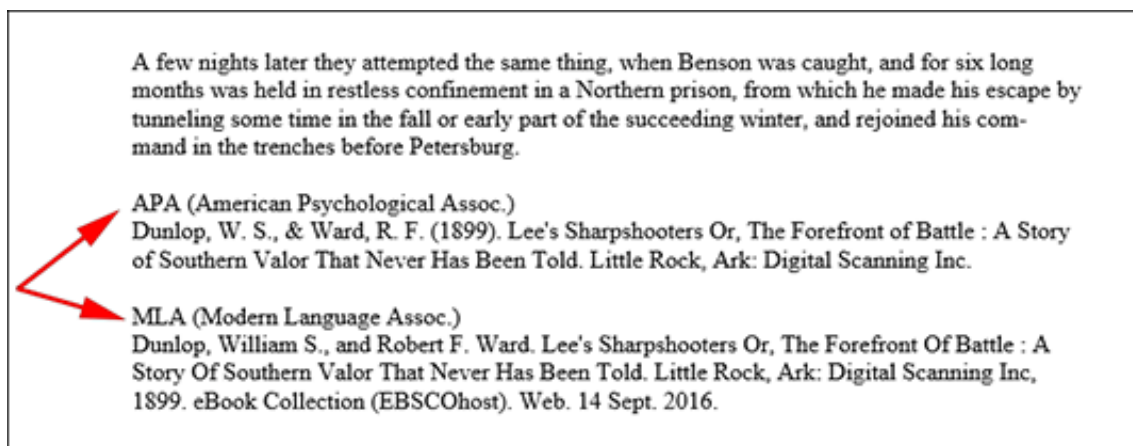 A few nights later they attempted the same thing, when Benson was caught, and for six long
months was held in restless confinement in a Northern prison, from which he made his escape by
tunneling some time in the fall or early part of the succeeding winter, and rejoined his com-
mand in the trenches before Petersburg.
APA (American Psychological Assoc.)
Dunlop, W. S., & Ward, R. F. (1899). Lee's Sharpshooters Or, The Forefront of Battle : A Story
of Southern Valor That Never Has Been Told. Little Rock, Ark: Digital Scanning Inc.
MLA (Modern Language Assoc.)
Dunlop, William S., and Robert F. Ward. Lee's Sharpshooters Or, The Forefront Of Battle : A
Story Of Southern Valor That Never Has Been Told. Little Rock, Ark: Digital Scanning Inc,
1899. eBook Collection (EBSCOhost). Web. 14 Sept. 2016.